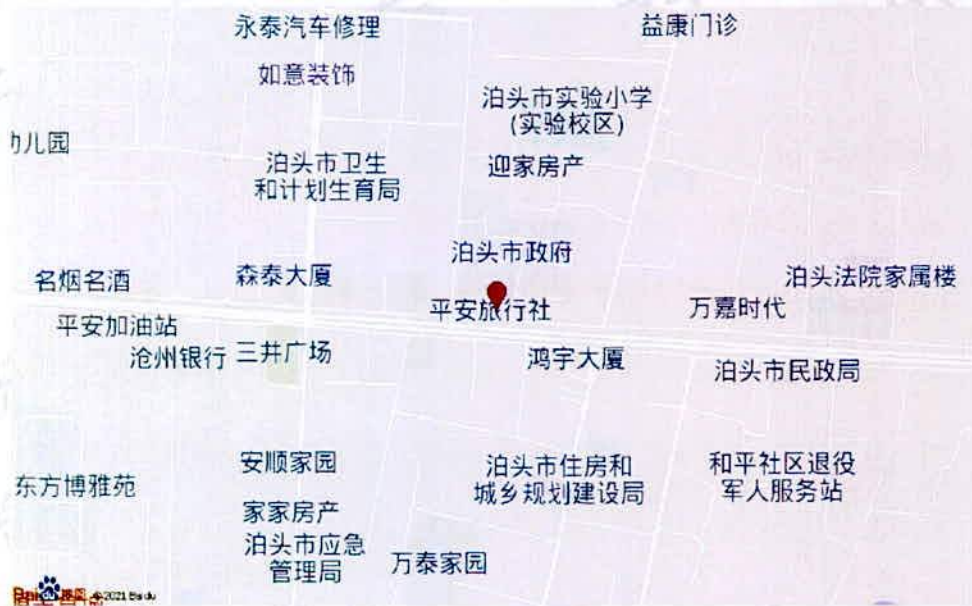 永泰汽车修理
益康门诊
如意装饰
泊头市实验小学
(实验校区)
幼儿园
泊头市卫生
和计划生育局
迎家房产
泊头市政府
名烟名酒
森泰大厦
泊头法院家属楼
平安旅行社
万嘉时代
平安加油站
沧州银行
三井广场
鸿宇大厦
泊头市民政局
东方博雅苑
安顺家园
泊头市住房和
城乡规划建设局
和平社区退役
军人服务站
家家房产
泊头市应急
管理局
万泰家园
©2021 Baidu